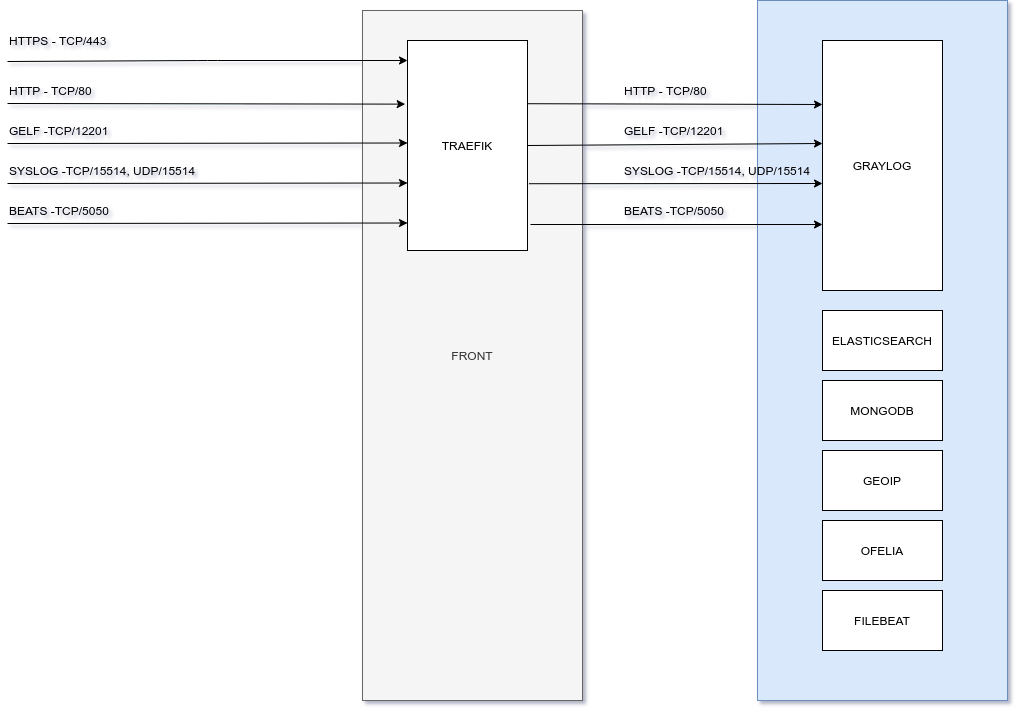 HTTPS - TCP/443
HTTP - TCP/80
GELF -TCP/12201
SYSLOG -TCP/15514, UDP/15514
BEATS -TCP/5050
TRAEFIK
FRONT
HTTP - TCP/80
GELF -TCP/12201
SYSLOG -TCP/15514, UDP/15514
BEATS -TCP/5050
GRAYLOG
ELASTICSEARCH
MONGODB
GEOIP
OFELIA
FILEBEAT